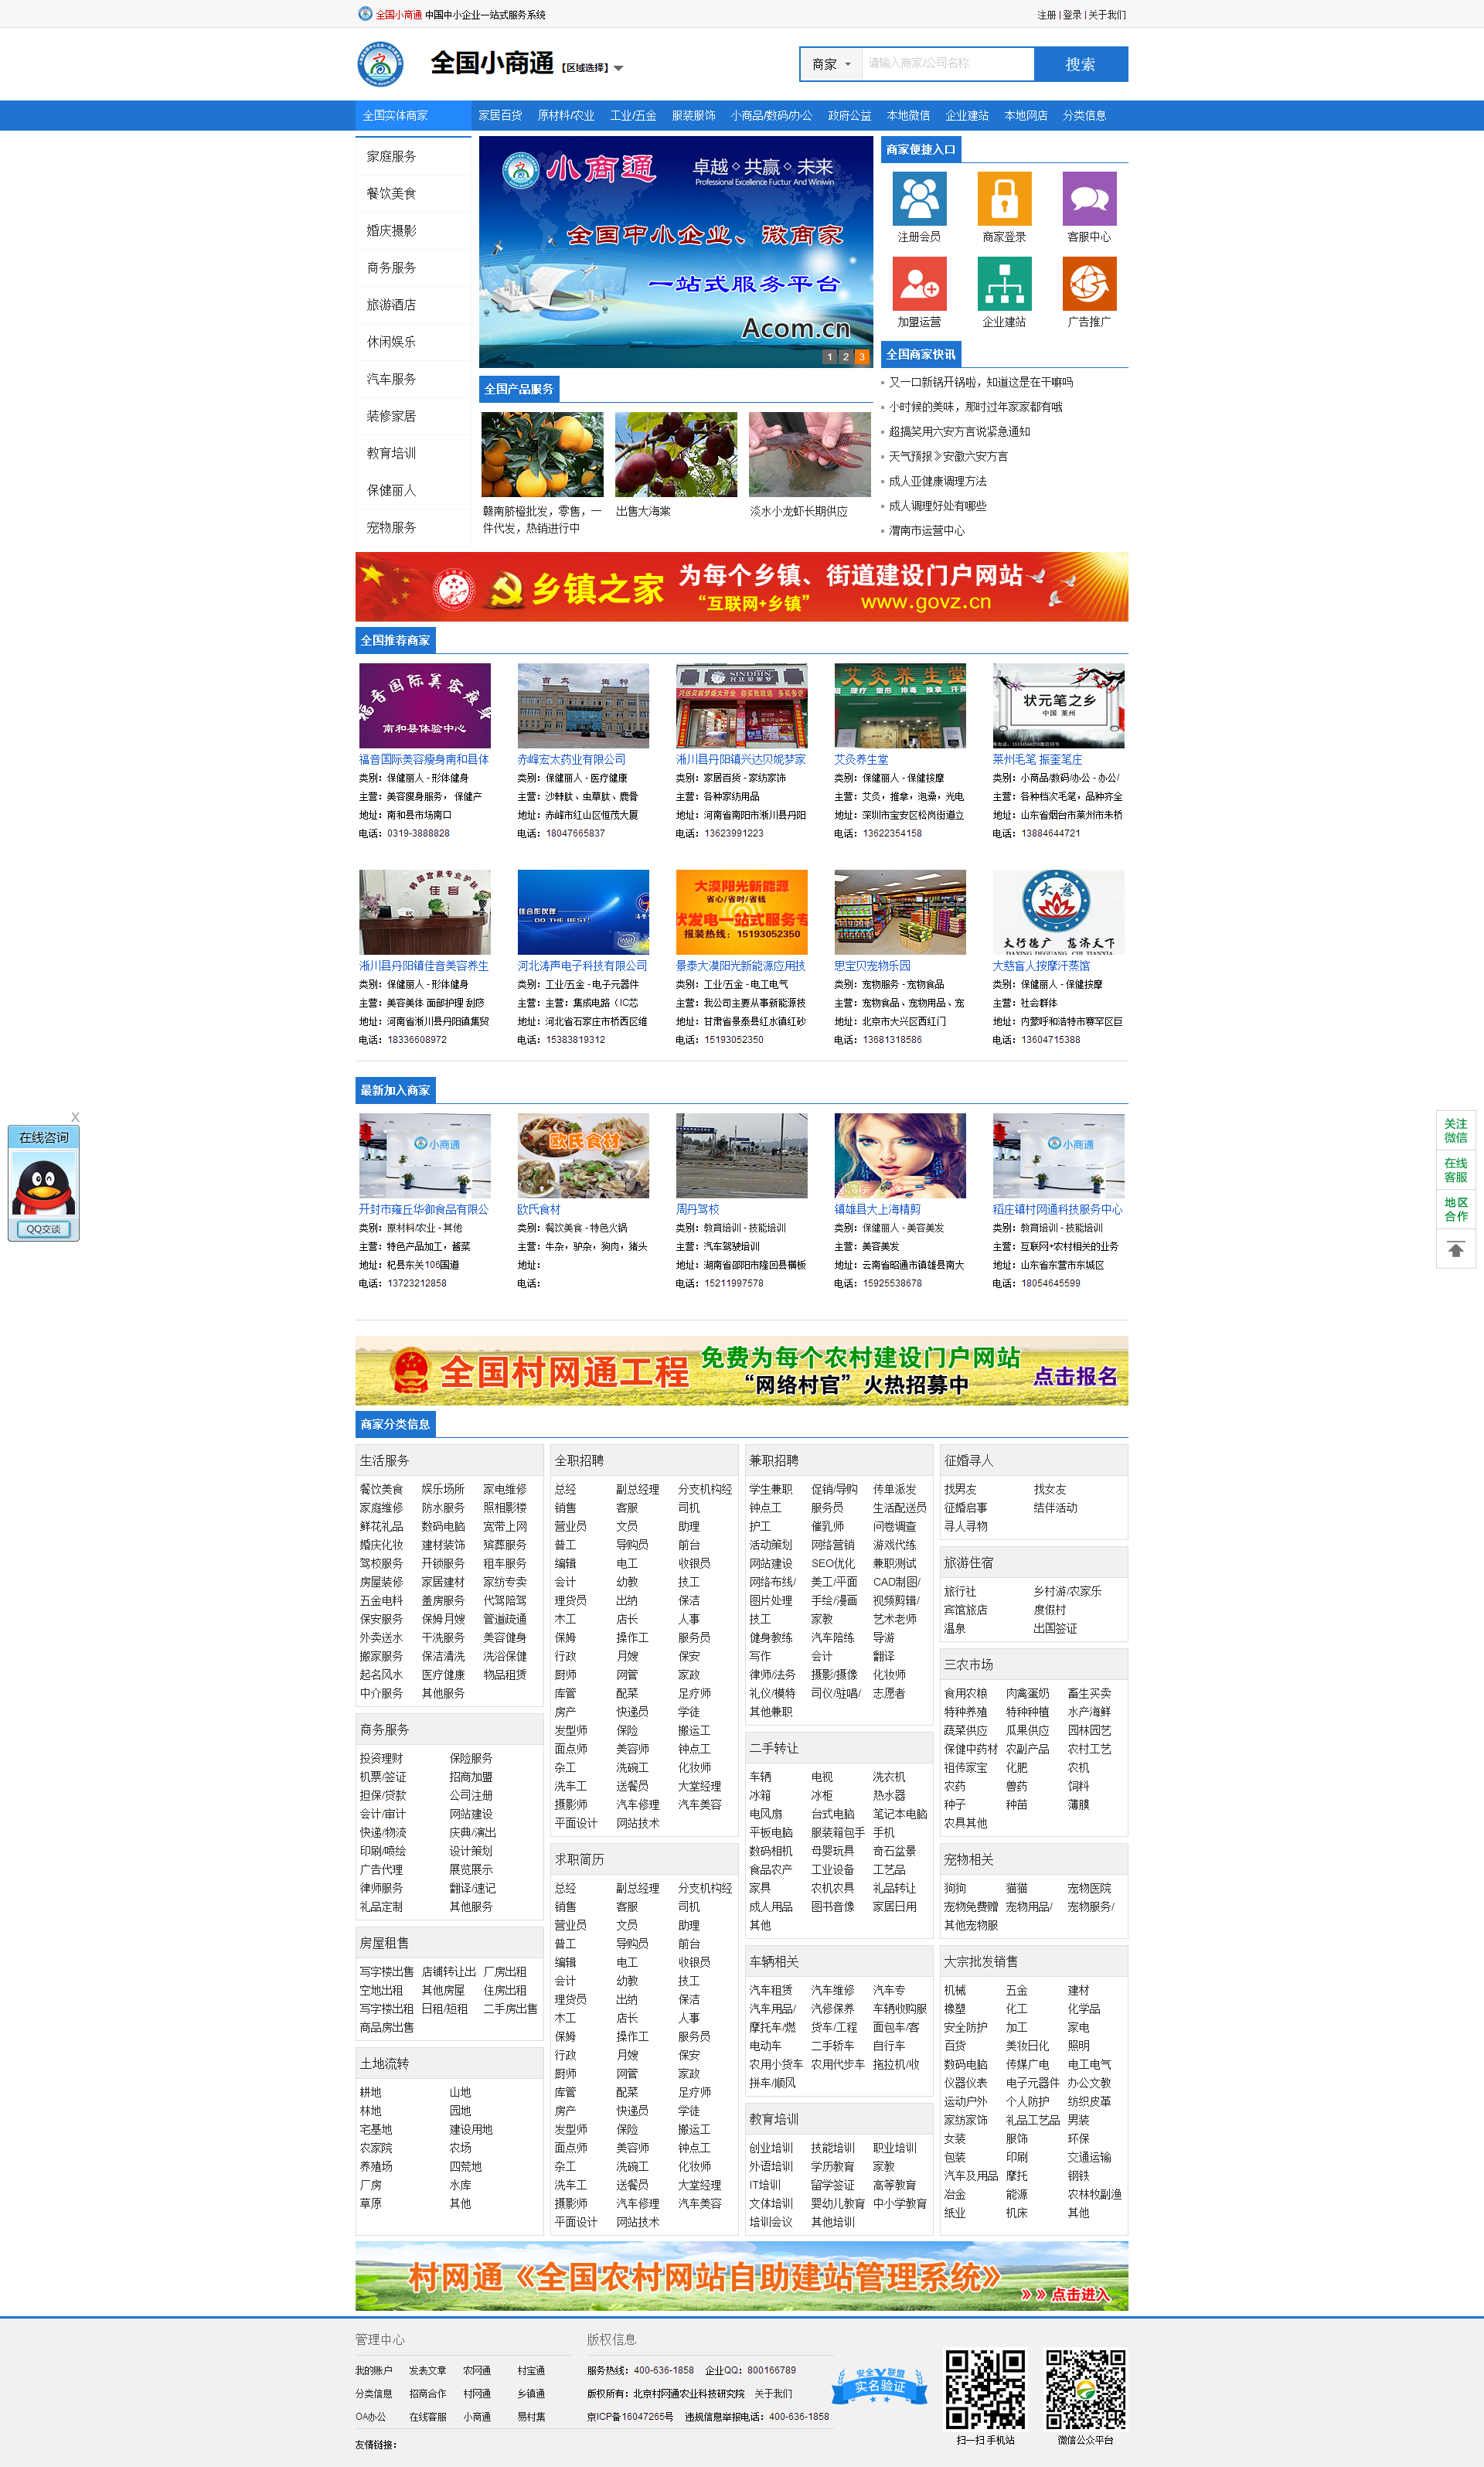 全国小商通 中国中小企业一站式服务系统
注册 | 登录 | 关于我们
全国小商通 【区域选择】
商家 请输入商家/公司名称 搜索
全国实体商家 家居百货 原材料/农业 工业/五金 服装服饰 小商品/数码/办公 政府公益 本地微信 企业建站 本地网店 分类信息
家庭服务
餐饮美食
婚庆摄影
商务服务
旅游酒店
休闲娱乐
汽车服务
装修家居
教育培训
保健丽人
宠物服务
小商通 卓越◇共赢◇未来
Professional Excellence Fuctur And Winiwin
全国中小企业、微商家
一站式服务平台
Acom.cn
1 2 3
全国产品服务
赣南脐橙批发，零售，一
件代发，热销进行中
出售大海棠
淡水小龙虾长期供应
商家便捷入口
注册会员 商家登录 客服中心
加盟运营 企业建站 广告推广
全国商家快讯
又一口新锅开锅啦，知道这是在干嘛吗
小时候的美味，那时过年家家都有哦
超搞笑用六安方言说紧急通知
天气预报》安徽六安方言
成人亚健康调理方法
成人调理好处有哪些
渭南市运营中心
乡镇之家 为每个乡镇、街道建设门户网站
“互联网+乡镇” www.govz.cn
全国推荐商家
福音国际美容瘦身南和县体
类别：保健丽人 - 形体健身
主营：美容瘦身服务， 保健产
地址：南和县市场南口
电话：0319-3888828
赤峰宏太药业有限公司
类别：保健丽人 - 医疗健康
主营：沙棘肽、虫草肽、鹿骨
地址：赤峰市红山区恒茂大厦
电话：18047665837
淅川县丹阳镇兴达贝妮梦家
类别：家居百货 - 家纺家饰
主营：各种家纺用品
地址：河南省南阳市淅川县丹阳
电话：13623991223
艾灸养生堂
类别：保健丽人 - 保健按摩
主营：艾灸，推拿，泡澡，光电
地址：深圳市宝安区松岗街道立
电话：13622354158
莱州毛笔 振銮笔庄
类别：小商品/数码/办公 - 办公/
主营：各种档次毛笔，品种齐全
地址：山东省烟台市莱州市朱桥
电话：13884644721
淅川县丹阳镇佳音美容养生
类别：保健丽人 - 形体健身
主营：美容美体 面部护理 刮痧
地址：河南省淅川县丹阳镇集贸
电话：18336608972
河北涛声电子科技有限公司
类别：工业/五金 - 电子元器件
主营：主营：集成电路（IC芯
地址：河北省石家庄市桥西区维
电话：15383819312
景泰大漠阳光新能源应用技
类别：工业/五金 - 电工电气
主营：我公司主要从事新能源技
地址：甘肃省景泰县红水镇红砂
电话：15193052350
思宝贝宠物乐园
类别：宠物服务 - 宠物食品
主营：宠物食品、宠物用品、宠
地址：北京市大兴区西红门
电话：13681318586
大慈盲人按摩汗蒸馆
类别：保健丽人 - 保健按摩
主营：社会群体
地址：内蒙呼和浩特市赛罕区巨
电话：13604715388
最新加入商家
开封市雍丘华御食品有限公
类别：原材料/农业 - 其他
主营：特色产品加工，酱菜
地址：杞县东关106国道
电话：13723212858
欧氏食材
类别：餐饮美食 - 特色火锅
主营：牛杂，驴杂，狗肉，猪头
地址：
电话：
周丹驾校
类别：教育培训 - 技能培训
主营：汽车驾驶培训
地址：湖南省邵阳市隆回县横板
电话：15211997578
镇雄县大上海精剪
类别：保健丽人 - 美容美发
主营：美容美发
地址：云南省昭通市镇雄县南大
电话：15925538678
稻庄镇村网通科技服务中心
类别：教育培训 - 技能培训
主营：互联网+农村相关的业务
地址：山东省东营市东城区
电话：18054645599
X
在线咨询
QQ交谈
关注
微信
在线
客服
地区
合作
全国村网通工程 免费为每个农村建设门户网站
“网络村官”火热招募中 点击报名
商家分类信息
生活服务
餐饮美食 娱乐场所 家电维修
家庭维修 防水服务 照相影楼
鲜花礼品 数码电脑 宽带上网
婚庆化妆 建材装饰 殡葬服务
驾校服务 开锁服务 租车服务
房屋装修 家居建材 家纺专卖
五金电料 盖房服务 代驾陪驾
保安服务 保姆月嫂 管道疏通
外卖送水 干洗服务 美容健身
搬家服务 保洁清洗 洗浴保健
起名风水 医疗健康 物品租赁
中介服务 其他服务
商务服务
投资理财 保险服务
机票/签证 招商加盟
担保/贷款 公司注册
会计/审计 网站建设
快递/物流 庆典/演出
印刷/喷绘 设计策划
广告代理 展览展示
律师服务 翻译/速记
礼品定制 其他服务
房屋租售
写字楼出售 店铺转让出 厂房出租
空地出租 其他房屋 住房出租
写字楼出租 日租/短租 二手房出售
商品房出售
土地流转
耕地 山地
林地 园地
宅基地 建设用地
农家院 农场
养殖场 四荒地
厂房 水库
草原 其他
全职招聘
总经 副总经理 分支机构经
销售 客服 司机
营业员 文员 助理
普工 导购员 前台
编辑 电工 收银员
会计 幼教 技工
理货员 出纳 保洁
木工 店长 人事
保姆 操作工 服务员
行政 月嫂 保安
厨师 网管 家政
库管 配菜 足疗师
房产 快递员 学徒
发型师 保险 搬运工
面点师 美容师 钟点工
杂工 洗碗工 化妆师
洗车工 送餐员 大堂经理
摄影师 汽车修理 汽车美容
平面设计 网站技术
求职简历
总经 副总经理 分支机构经
销售 客服 司机
营业员 文员 助理
普工 导购员 前台
编辑 电工 收银员
会计 幼教 技工
理货员 出纳 保洁
木工 店长 人事
保姆 操作工 服务员
行政 月嫂 保安
厨师 网管 家政
库管 配菜 足疗师
房产 快递员 学徒
发型师 保险 搬运工
面点师 美容师 钟点工
杂工 洗碗工 化妆师
洗车工 送餐员 大堂经理
摄影师 汽车修理 汽车美容
平面设计 网站技术
兼职招聘
学生兼职 促销/导购 传单派发
钟点工 服务员 生活配送员
护工 催乳师 问卷调查
活动策划 网络营销 游戏代练
网站建设 SEO优化 兼职测试
网络布线/ 美工/平面 CAD制图/
图片处理 手绘/漫画 视频剪辑/
技工 家教 艺术老师
健身教练 汽车陪练 导游
写作 会计 翻译
律师/法务 摄影/摄像 化妆师
礼仪/模特 司仪/驻唱/ 志愿者
其他兼职
二手转让
车辆 电视 洗衣机
冰箱 冰柜 热水器
电风扇 台式电脑 笔记本电脑
平板电脑 服装箱包手 手机
数码相机 母婴玩具 奇石盆景
食品农产 工业设备 工艺品
家具 农机农具 礼品转让
成人用品 图书音像 家居日用
其他
车辆相关
汽车租赁 汽车维修 汽车专
汽车用品/ 汽修保养 车辆收购服
摩托车/燃 货车/工程 面包车/客
电动车 二手轿车 自行车
农用小货车 农用代步车 拖拉机/收
拼车/顺风
教育培训
创业培训 技能培训 职业培训
外语培训 学历教育 家教
IT培训 留学签证 高等教育
文体培训 婴幼儿教育 中小学教育
培训会议 其他培训
征婚寻人
找男友 找女友
征婚启事 结伴活动
寻人寻物
旅游住宿
旅行社 乡村游/农家乐
宾馆旅店 度假村
温泉 出国签证
三农市场
食用农粮 肉禽蛋奶 畜生买卖
特种养殖 特种种植 水产海鲜
蔬菜供应 瓜果供应 园林园艺
保健中药材 农副产品 农村工艺
祖传家宝 化肥 农机
农药 兽药 饲料
种子 种苗 薄膜
农具其他
宠物相关
狗狗 猫猫 宠物医院
宠物免费赠 宠物用品/ 宠物服务/
其他宠物服
大宗批发销售
机械 五金 建材
橡塑 化工 化学品
安全防护 加工 家电
百货 美妆日化 照明
数码电脑 传媒广电 电工电气
仪器仪表 电子元器件 办公文教
运动户外 个人防护 纺织皮革
家纺家饰 礼品工艺品 男装
女装 服饰 环保
包装 印刷 交通运输
汽车及用品 摩托 钢铁
冶金 能源 农林牧副渔
纸业 机床 其他
村网通《全国农村网站自助建站管理系统》
》》点击进入
管理中心
我的账户 发表文章 农网通 村宝通
分类信息 招商合作 村网通 乡镇通
OA办公 在线客服 小商通 易村集
友情链接：
版权信息
服务热线：400-636-1858 企业QQ：800166789
版权所有：北京村网通农业科技研究院 关于我们
京ICP备16047265号 违规信息举报电话：400-636-1858
安全联盟
实名验证
扫一扫 手机站
微信公众平台